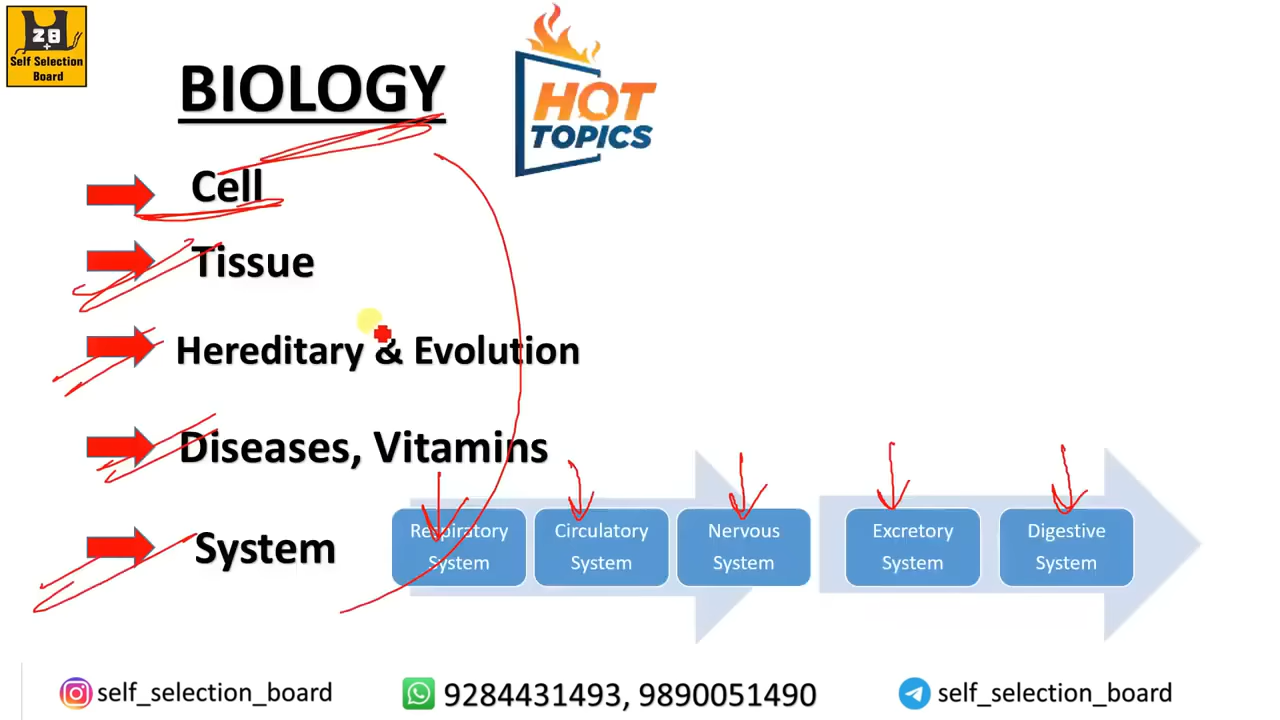 28
+
Self Selection
Board
BIOLOGY
HOT
TOPICS
Cell
Tissue
Hereditary & Evolution
Diseases, Vitamins
System
Respiratory
System
Circulatory
System
Nervous
System
Excretory
System
Digestive
System
self_selection_board
9284431493, 9890051490
self_selection_board